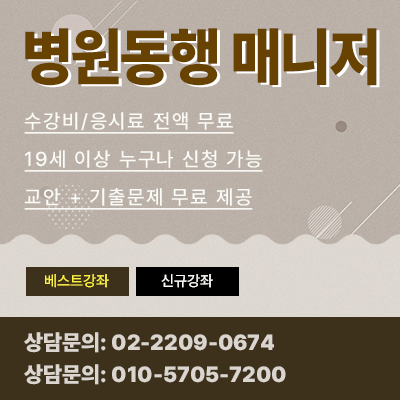 병원동행 매니저
수강비/응시료 전액 무료
19세 이상 누구나 신청 가능
교안 + 기출문제 무료 제공
베스트강좌 신규강좌
상담문의: 02-2209-0674
상담문의: 010-5705-7200